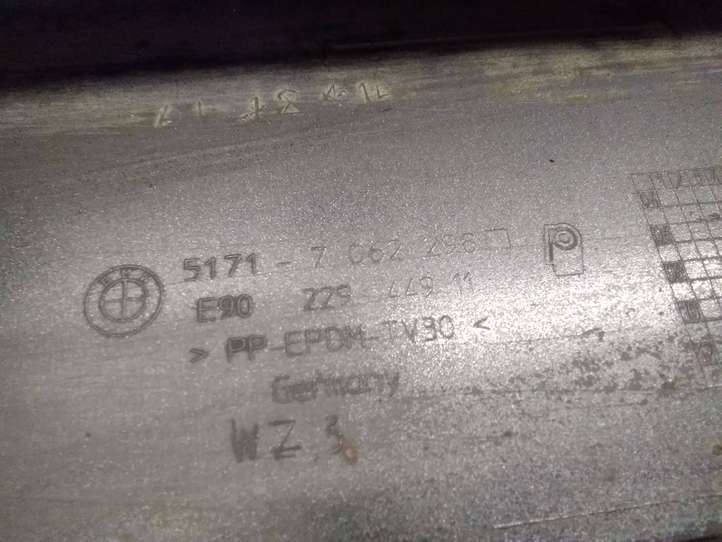 5171 - 7 062 298
E90 229 449 11
> PP-EPDM-TV30 <
Germany
WZ.3